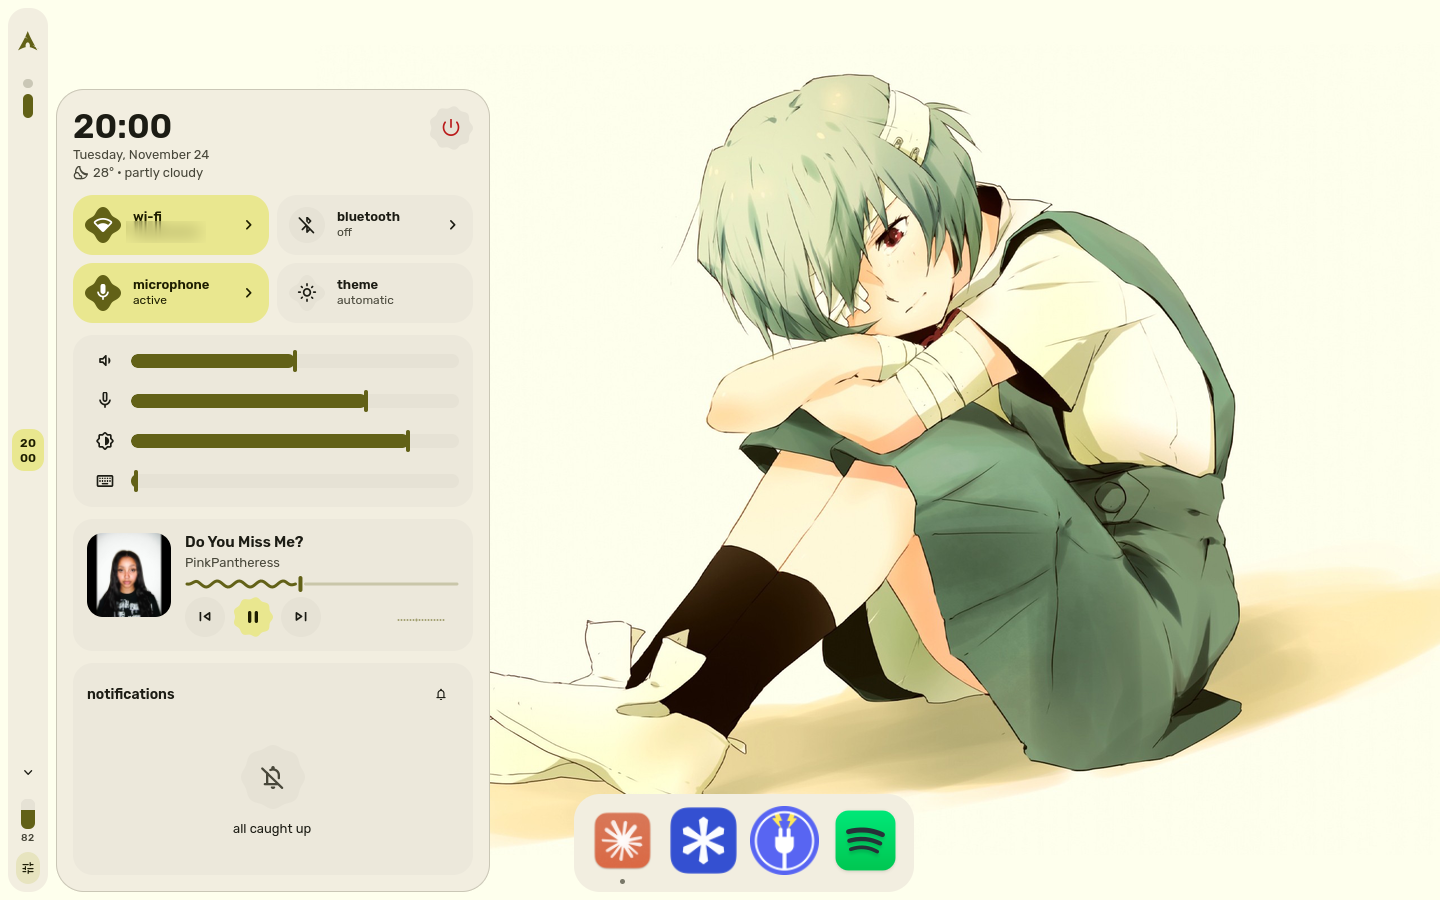 20:00
Tuesday, November 24
28° • partly cloudy
wi-fi
bluetooth
off
microphone
active
theme
automatic
20
00
Do You Miss Me?
PinkPantheress
notifications
all caught up
82